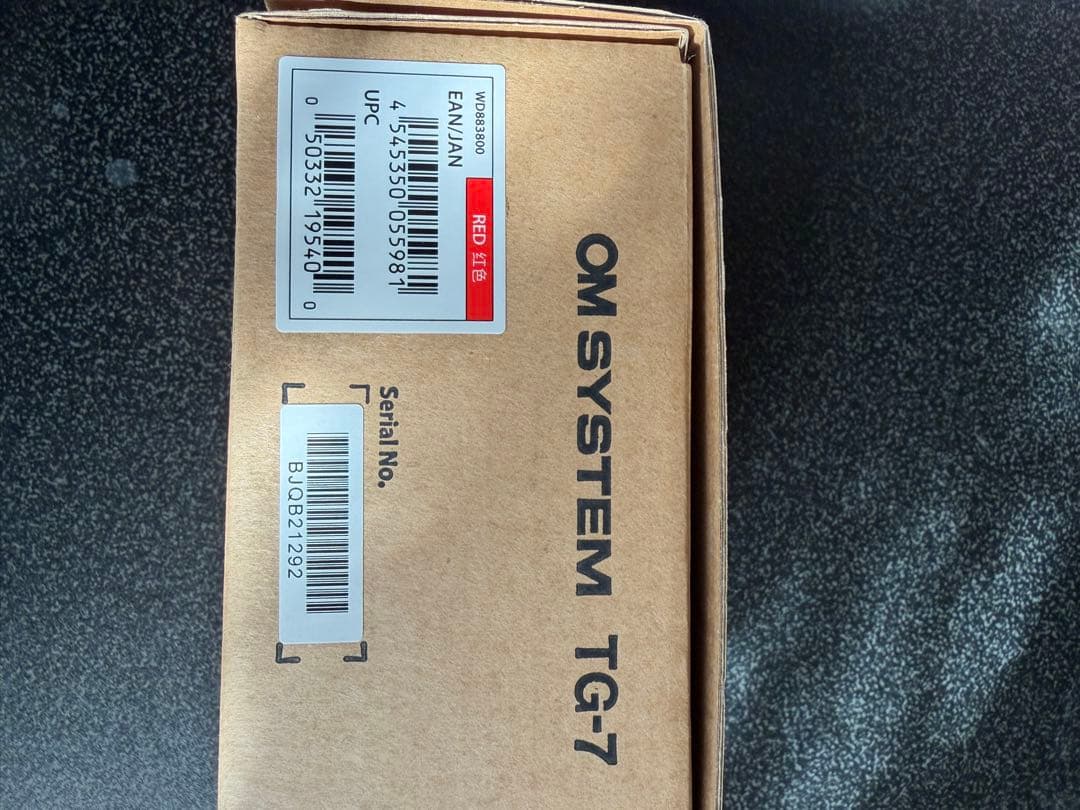 OM SYSTEM TG-7
WD883800
RED 红色
EAN/JAN
4 545350 055981
UPC
0 50332 19540 0
Serial No.
BJQB21292